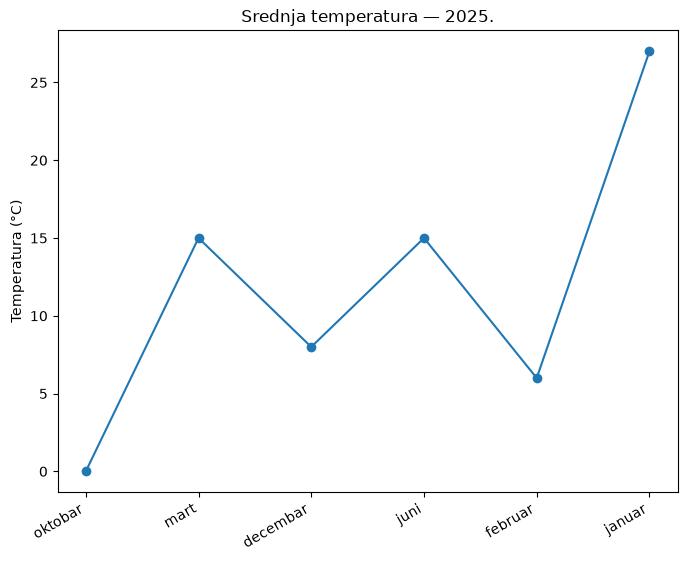 Srednja temperatura — 2025.
Temperatura (°C)
25
20
15
10
5
0
oktobar
mart
decembar
juni
februar
januar